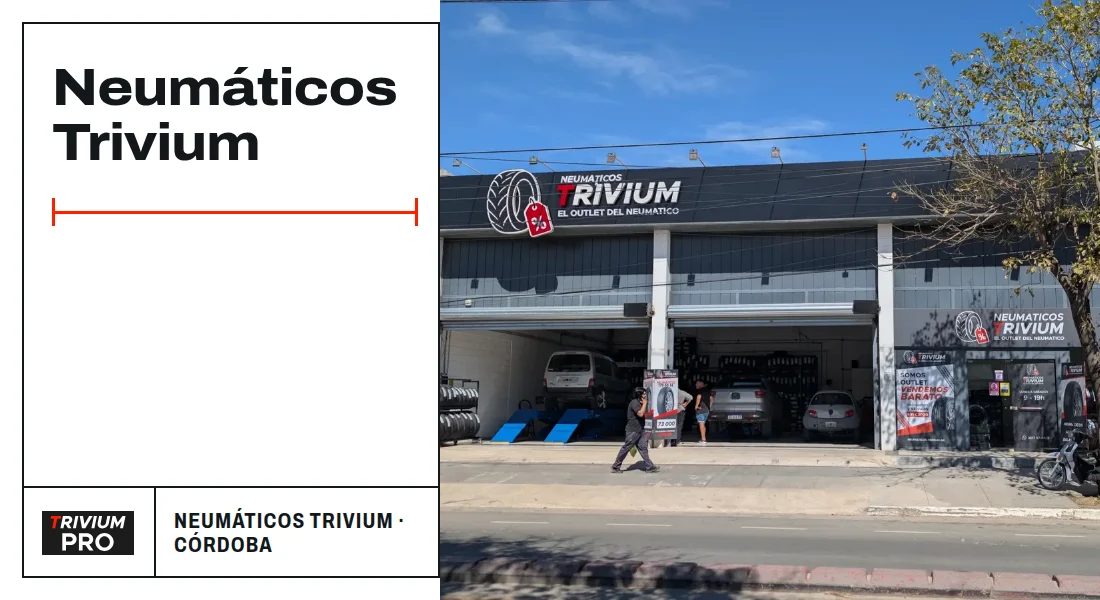 Neumáticos
Trivium
TRIVIUM
PRO
NEUMÁTICOS TRIVIUM ·
CÓRDOBA
NEUMATICOS
TRIVIUM
EL OUTLET DEL NEUMATICO
%
NEUMATICOS
TRIVIUM
EL OUTLET DEL NEUMATICO
%
TRIVIUM
SOMOS
OUTLET
VENDEMOS
BARATO
73 000
9 - 19h